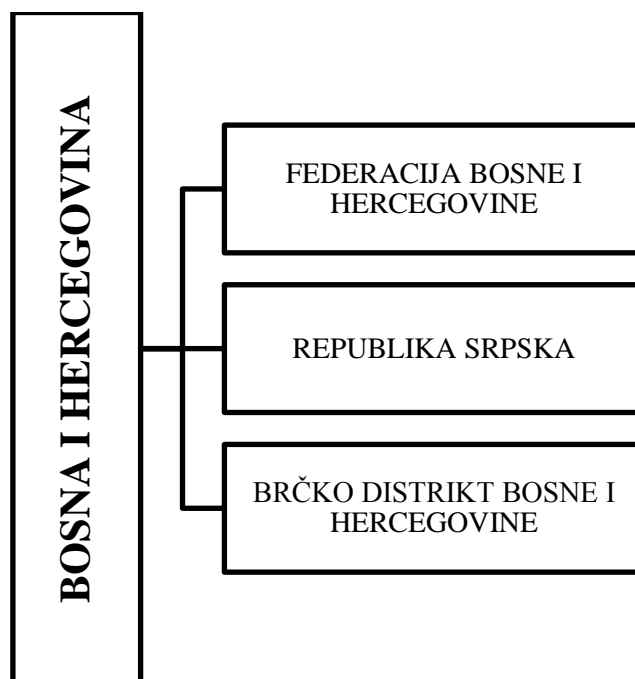 BOSNA I HERCEGOVINA
FEDERACIJA BOSNE I
HERCEGOVINE
REPUBLIKA SRPSKA
BRČKO DISTRIKT BOSNE I
HERCEGOVINE